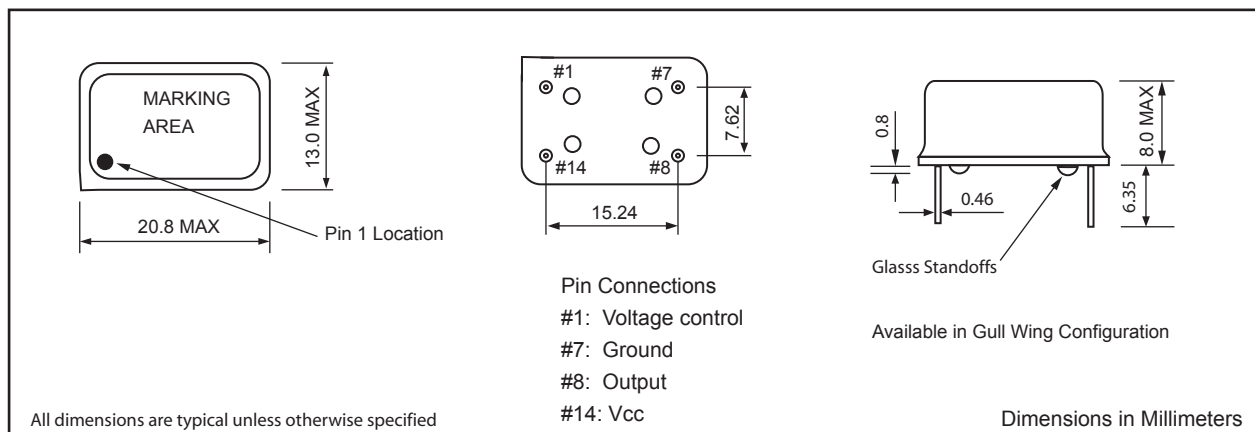 MARKING
AREA
13.0 MAX
20.8 MAX
Pin 1 Location
#1
#7
7.62
#14
#8
15.24
Pin Connections
#1: Voltage control
#7: Ground
#8: Output
#14: Vcc
0.8
8.0 MAX
0.46
6.35
Glasss Standoffs
Available in Gull Wing Configuration
All dimensions are typical unless otherwise specified
Dimensions in Millimeters